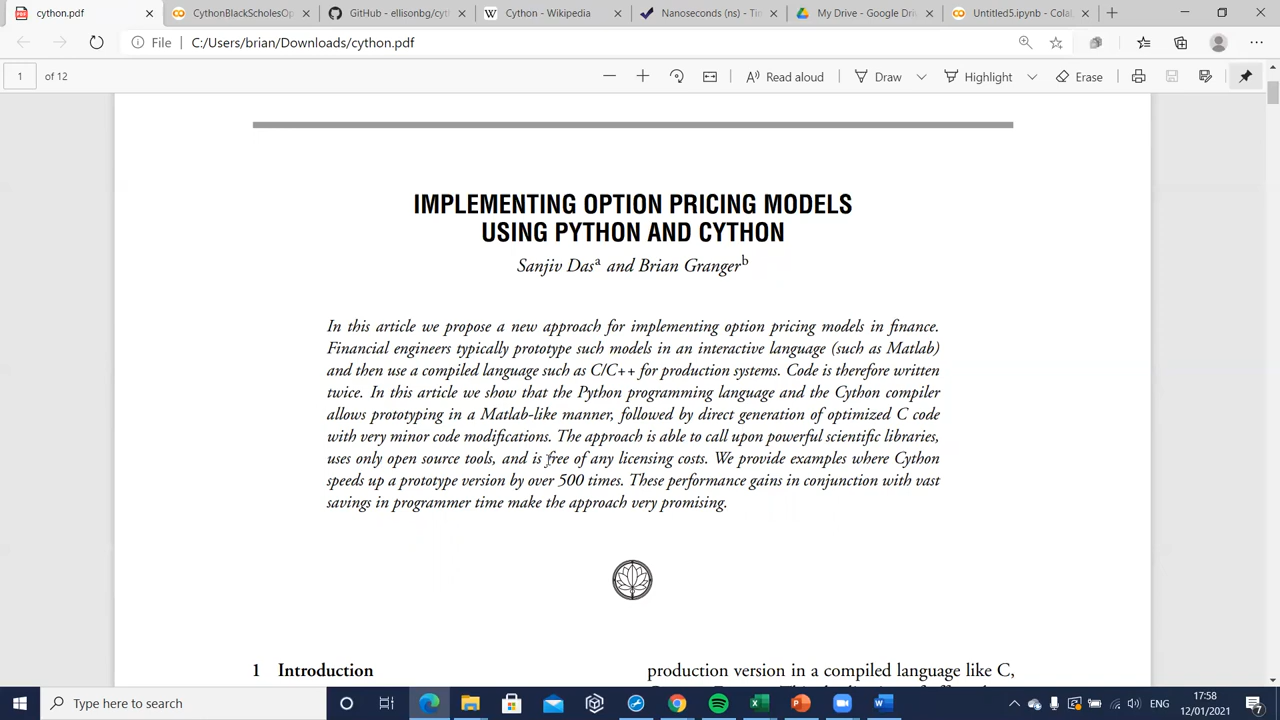 cython.pdf
CythonBlackScholesOp
GitHub - ellisonbg/cyt
Cython - Wikipedia
Nanosecond(ns) - Tim
My Drive - Google Driv
Untitled5.ipynb - Colab
File C:/Users/brian/Downloads/cython.pdf
1 of 12
Read aloud
Draw
Highlight
Erase
IMPLEMENTING OPTION PRICING MODELS
USING PYTHON AND CYTHON
Sanjiv Dasa and Brian Grangerb
In this article we propose a new approach for implementing option pricing models in finance.
Financial engineers typically prototype such models in an interactive language (such as Matlab)
and then use a compiled language such as C/C++ for production systems. Code is therefore written
twice. In this article we show that the Python programming language and the Cython compiler
allows prototyping in a Matlab-like manner, followed by direct generation of optimized C code
with very minor code modifications. The approach is able to call upon powerful scientific libraries,
uses only open source tools, and is free of any licensing costs. We provide examples where Cython
speeds up a prototype version by over 500 times. These performance gains in conjunction with vast
savings in programmer time make the approach very promising.
1 Introduction
production version in a compiled language like C,
Type here to search
17:58
12/01/2021
7